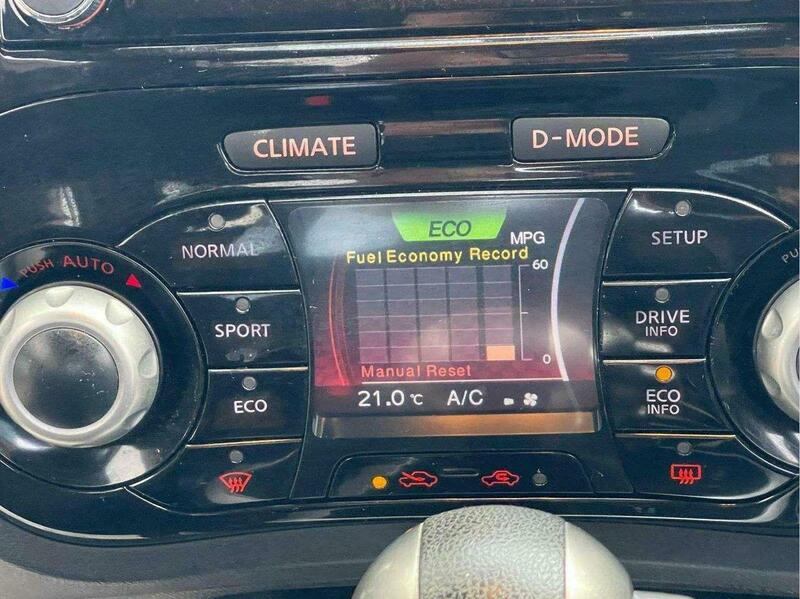 CLIMATE
D-MODE
ECO
NORMAL
MPG
SETUP
Fuel Economy Record
60
PUSH AUTO
PU
SPORT
DRIVE
INFO
0
Manual Reset
ECO
21.0 °C A/C
ECO
INFO